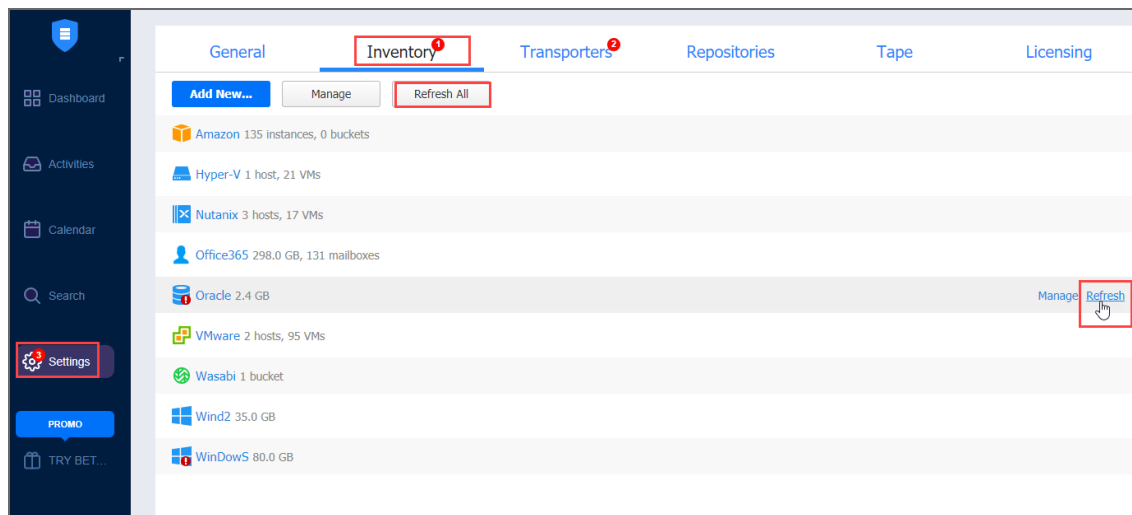 General
Inventory 1
Transporters 2
Repositories
Tape
Licensing
Dashboard
Activities
Calendar
Search
3 Settings
PROMO
TRY BET...
Add New...
Manage
Refresh All
Amazon 135 instances, 0 buckets
Hyper-V 1 host, 21 VMs
Nutanix 3 hosts, 17 VMs
Office365 298.0 GB, 131 mailboxes
Oracle 2.4 GB
Manage Refresh
VMware 2 hosts, 95 VMs
Wasabi 1 bucket
Wind2 35.0 GB
WinDowS 80.0 GB